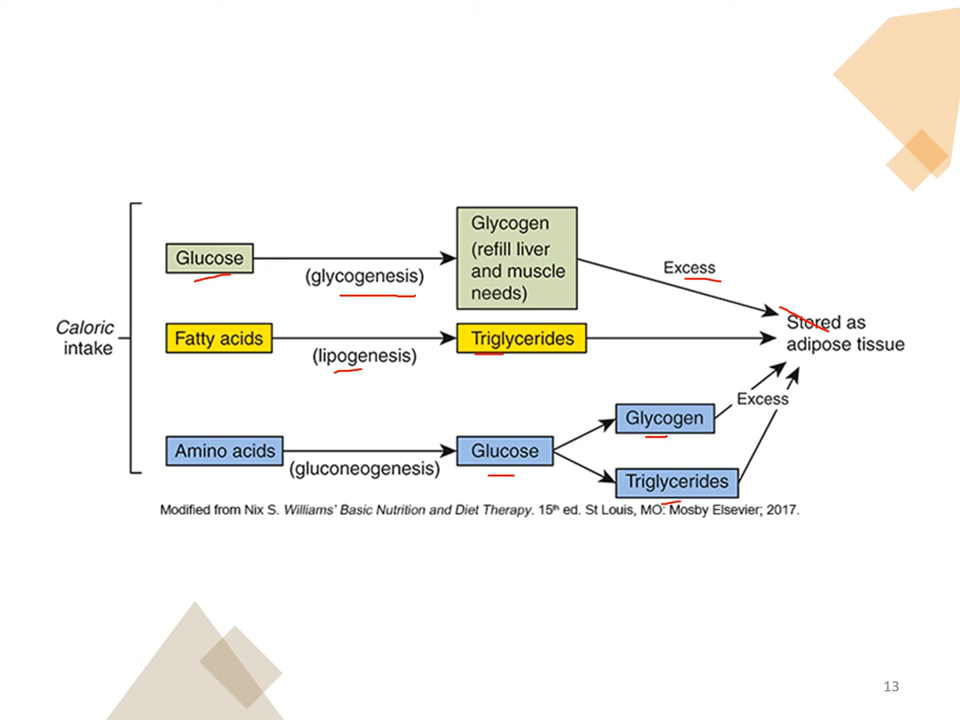 Glycogen
(refill liver
and muscle
needs)
Glucose
(glycogenesis)
Excess
Caloric
intake
Fatty acids
(lipogenesis)
Triglycerides
Stored as
adipose tissue
Excess
Glycogen
Amino acids
(gluconeogenesis)
Glucose
Triglycerides
Modified from Nix S. Williams' Basic Nutrition and Diet Therapy. 15th ed. St Louis, MO: Mosby Elsevier; 2017.
13